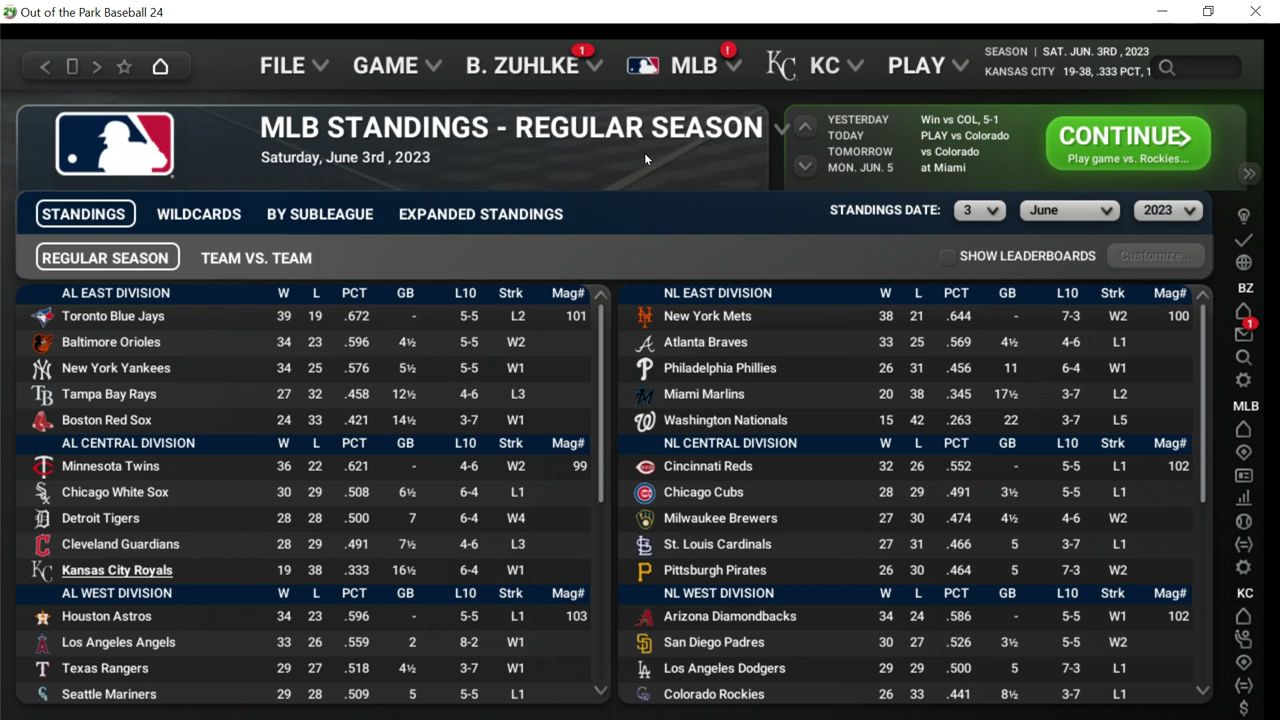 Out of the Park Baseball 24
FILE GAME B. ZUHLKE 1 MLB ! KC KC PLAY
SEASON | SAT. JUN. 3RD , 2023
KANSAS CITY 19-38, .333 PCT, 1
MLB STANDINGS - REGULAR SEASON
Saturday, June 3rd , 2023
YESTERDAY Win vs COL, 5-1
TODAY PLAY vs Colorado
TOMORROW vs Colorado
MON. JUN. 5 at Miami
CONTINUE>
Play game vs. Rockies...
STANDINGS WILDCARDS BY SUBLEAGUE EXPANDED STANDINGS
STANDINGS DATE: 3 June 2023
REGULAR SEASON TEAM VS. TEAM
SHOW LEADERBOARDS Customize...
AL EAST DIVISION W L PCT GB L10 Strk Mag#
Toronto Blue Jays 39 19 .672 - 5-5 L2 101
Baltimore Orioles 34 23 .596 4½ 5-5 W2
New York Yankees 34 25 .576 5½ 5-5 W1
Tampa Bay Rays 27 32 .458 12½ 4-6 L3
Boston Red Sox 24 33 .421 14½ 3-7 W1
AL CENTRAL DIVISION W L PCT GB L10 Strk Mag#
Minnesota Twins 36 22 .621 - 4-6 W2 99
Chicago White Sox 30 29 .508 6½ 6-4 L1
Detroit Tigers 28 28 .500 7 6-4 W4
Cleveland Guardians 28 29 .491 7½ 4-6 L3
Kansas City Royals 19 38 .333 16½ 6-4 W1
AL WEST DIVISION W L PCT GB L10 Strk Mag#
Houston Astros 34 23 .596 - 5-5 L1 103
Los Angeles Angels 33 26 .559 2 8-2 W1
Texas Rangers 29 27 .518 4½ 3-7 W1
Seattle Mariners 29 28 .509 5 5-5 L1
NL EAST DIVISION W L PCT GB L10 Strk Mag#
New York Mets 38 21 .644 - 7-3 W2 100
Atlanta Braves 33 25 .569 4½ 4-6 L1
Philadelphia Phillies 26 31 .456 11 6-4 W1
Miami Marlins 20 38 .345 17½ 3-7 L2
Washington Nationals 15 42 .263 22 3-7 L5
NL CENTRAL DIVISION W L PCT GB L10 Strk Mag#
Cincinnati Reds 32 26 .552 - 5-5 L1 102
Chicago Cubs 28 29 .491 3½ 5-5 L1
Milwaukee Brewers 27 30 .474 4½ 4-6 W2
St. Louis Cardinals 27 31 .466 5 3-7 L1
Pittsburgh Pirates 26 30 .464 5 7-3 W2
NL WEST DIVISION W L PCT GB L10 Strk Mag#
Arizona Diamondbacks 34 24 .586 - 5-5 W1 102
San Diego Padres 30 27 .526 3½ 5-5 W2
Los Angeles Dodgers 29 29 .500 5 7-3 L1
Colorado Rockies 26 33 .441 8½ 3-7 L1
BZ
1
MLB
KC